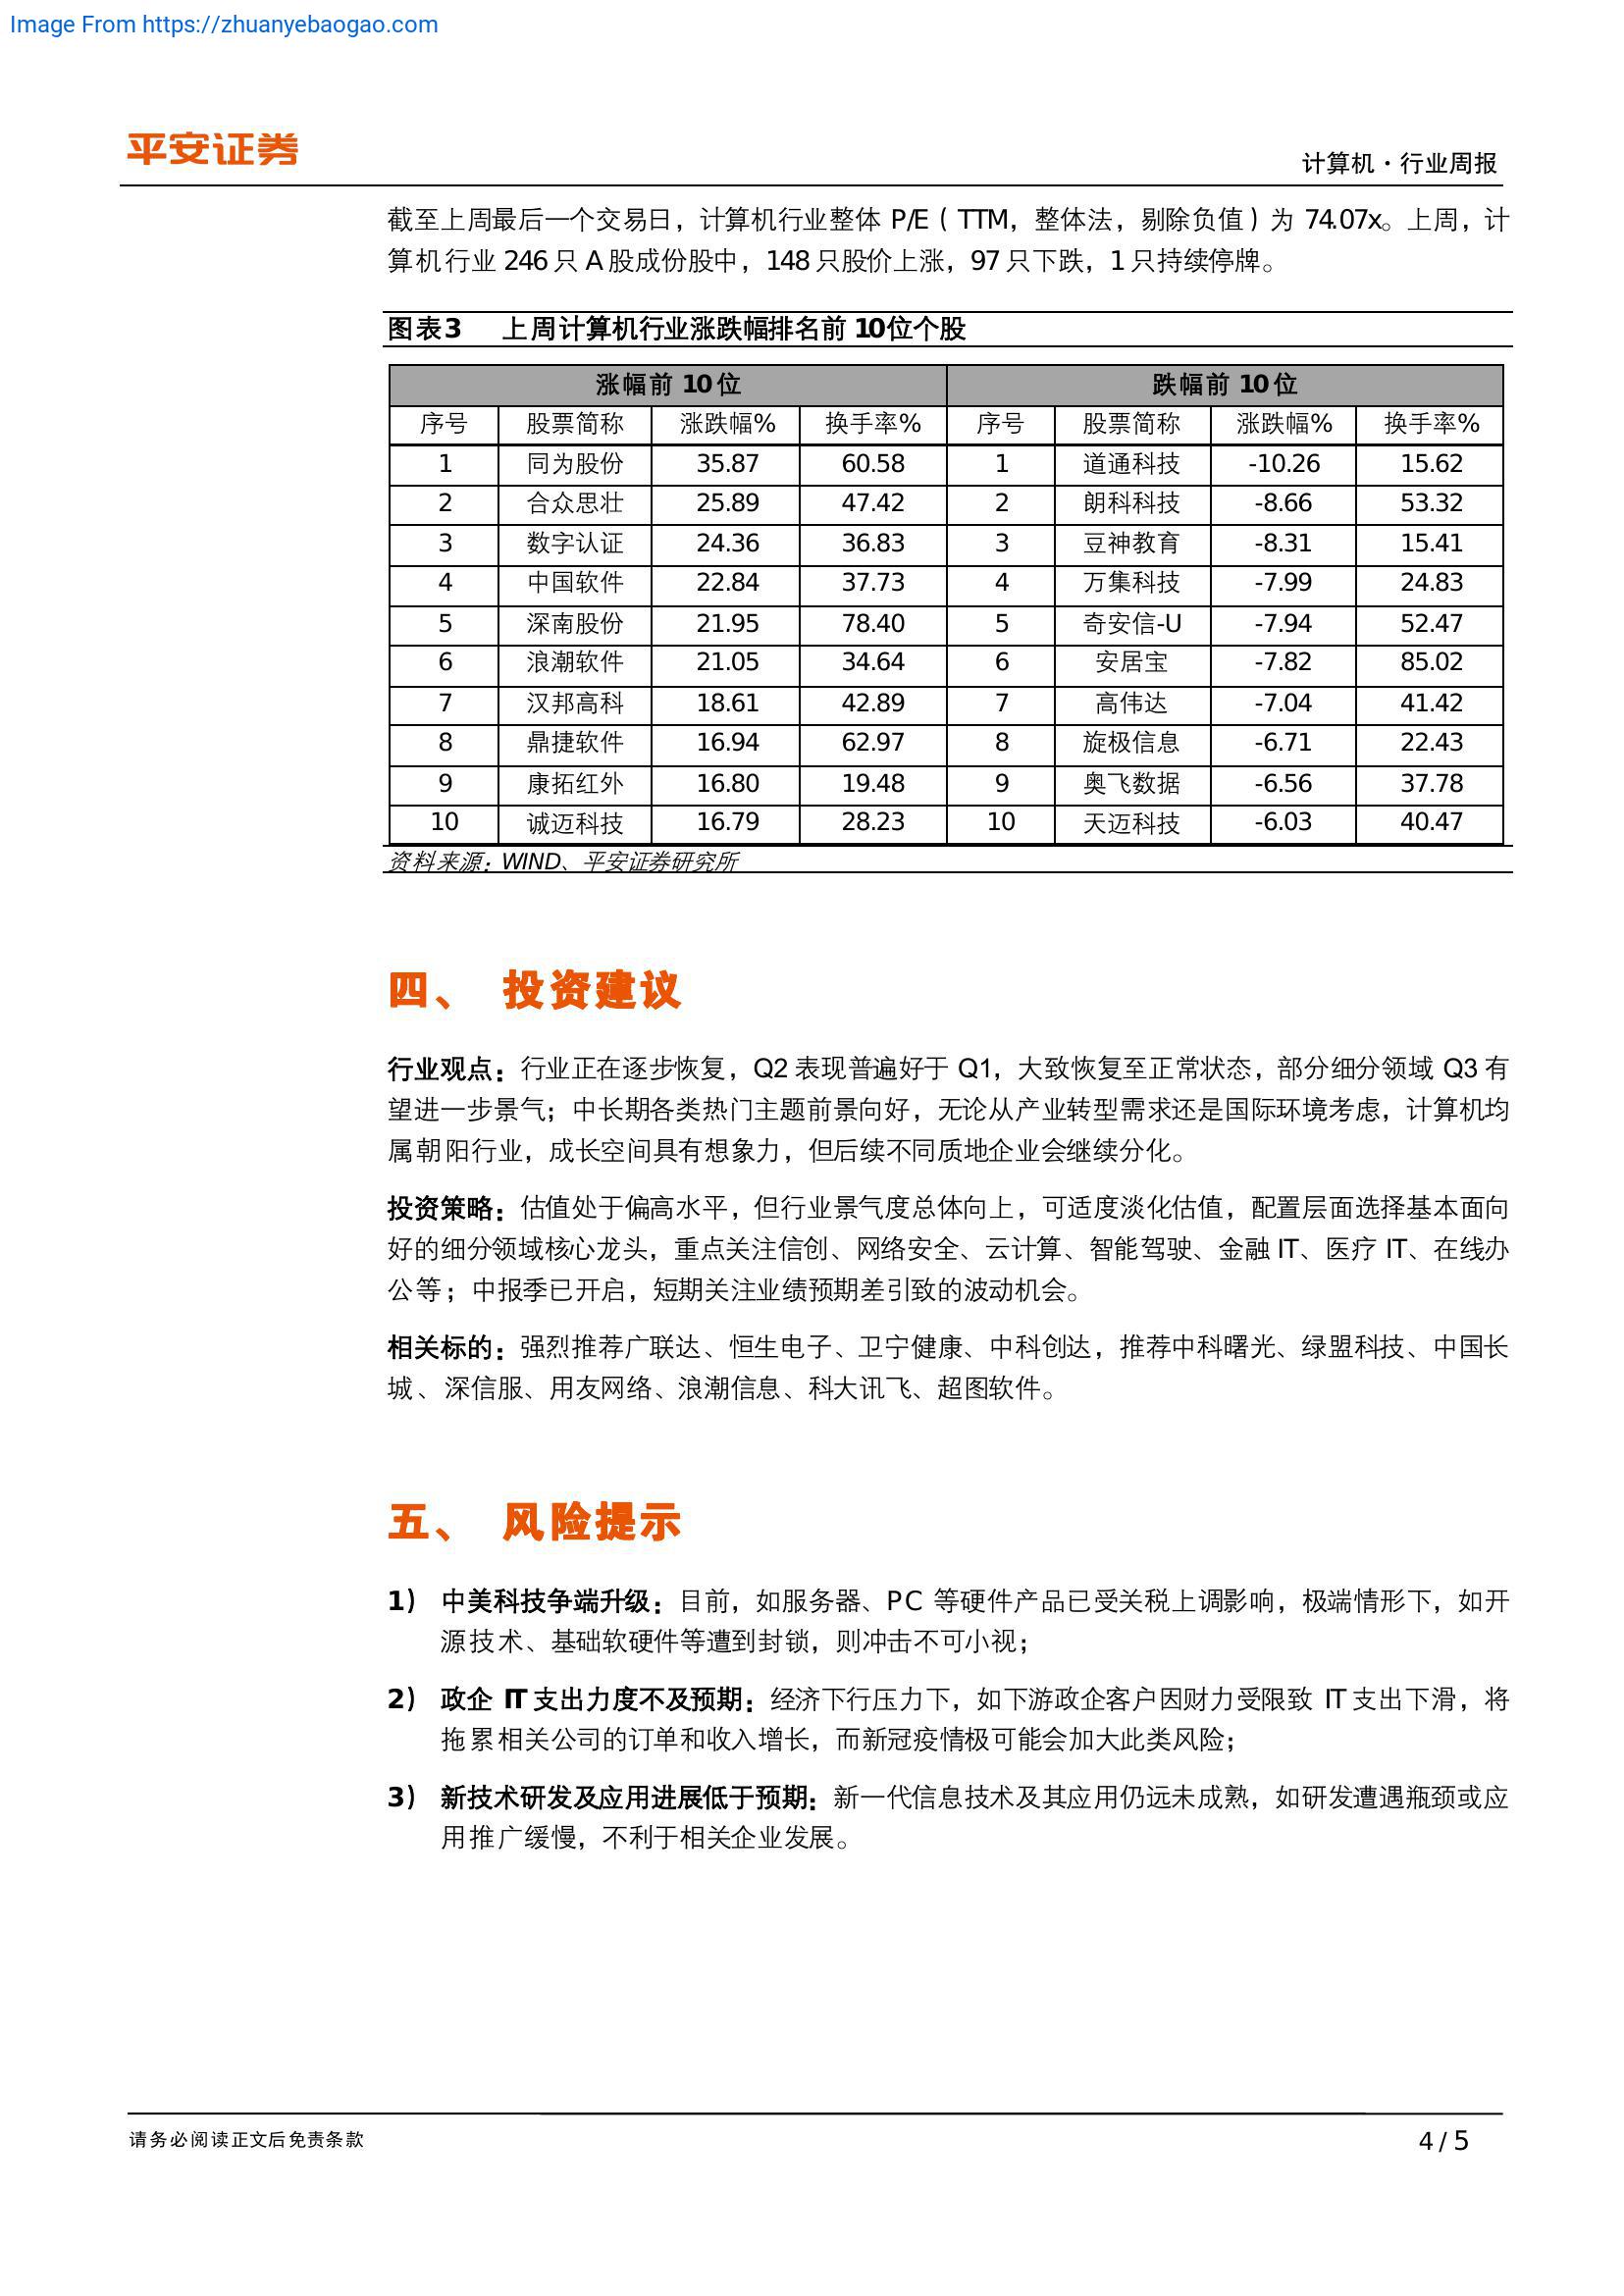 Image From https://zhuanyebaogao.com
平安证券
计算机·行业周报
截至上周最后一个交易日，计算机行业整体 P/E（TTM，整体法，剔除负值）为 74.07x。上周，计
算机行业 246 只 A 股成份股中，148 只股价上涨，97 只下跌，1 只持续停牌。
图表3 上周计算机行业涨跌幅排名前 10位个股
涨幅前 10 位 跌幅前 10 位
序号 股票简称 涨跌幅% 换手率% 序号 股票简称 涨跌幅% 换手率%
1 同为股份 35.87 60.58 1 道通科技 -10.26 15.62
2 合众思壮 25.89 47.42 2 朗科科技 -8.66 53.32
3 数字认证 24.36 36.83 3 豆神教育 -8.31 15.41
4 中国软件 22.84 37.73 4 万集科技 -7.99 24.83
5 深南股份 21.95 78.40 5 奇安信-U -7.94 52.47
6 浪潮软件 21.05 34.64 6 安居宝 -7.82 85.02
7 汉邦高科 18.61 42.89 7 高伟达 -7.04 41.42
8 鼎捷软件 16.94 62.97 8 旋极信息 -6.71 22.43
9 康拓红外 16.80 19.48 9 奥飞数据 -6.56 37.78
10 诚迈科技 16.79 28.23 10 天迈科技 -6.03 40.47
资料来源：WIND、平安证券研究所
四、 投资建议
行业观点：行业正在逐步恢复，Q2 表现普遍好于 Q1，大致恢复至正常状态，部分细分领域 Q3 有
望进一步景气；中长期各类热门主题前景向好，无论从产业转型需求还是国际环境考虑，计算机均
属朝阳行业，成长空间具有想象力，但后续不同质地企业会继续分化。
投资策略：估值处于偏高水平，但行业景气度总体向上，可适度淡化估值，配置层面选择基本面向
好的细分领域核心龙头，重点关注信创、网络安全、云计算、智能驾驶、金融 IT、医疗 IT、在线办
公等；中报季已开启，短期关注业绩预期差引致的波动机会。
相关标的：强烈推荐广联达、恒生电子、卫宁健康、中科创达，推荐中科曙光、绿盟科技、中国长
城、深信服、用友网络、浪潮信息、科大讯飞、超图软件。
五、 风险提示
1） 中美科技争端升级：目前，如服务器、PC 等硬件产品已受关税上调影响，极端情形下，如开
源技术、基础软硬件等遭到封锁，则冲击不可小视；
2） 政企 IT 支出力度不及预期：经济下行压力下，如下游政企客户因财力受限致 IT 支出下滑，将
拖累相关公司的订单和收入增长，而新冠疫情极可能会加大此类风险；
3） 新技术研发及应用进展低于预期：新一代信息技术及其应用仍远未成熟，如研发遭遇瓶颈或应
用推广缓慢，不利于相关企业发展。
请务必阅读正文后免责条款
4 / 5